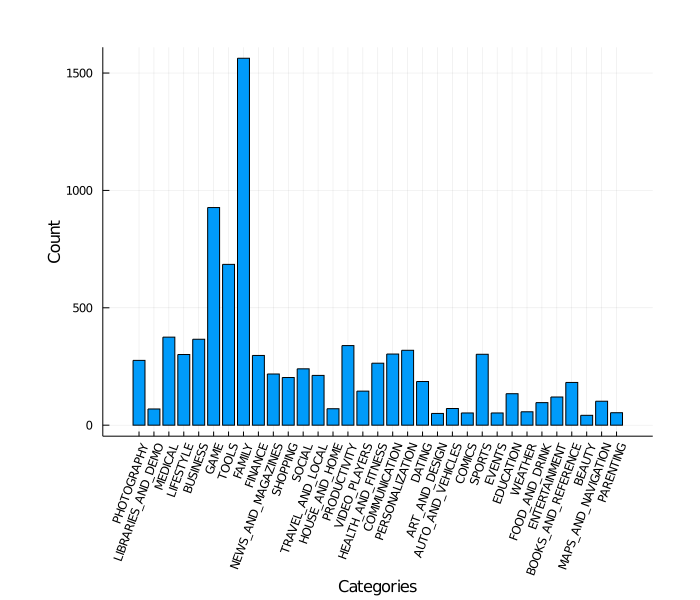 1500
1000
500
0
Count
PHOTOGRAPHY
LIBRARIES_AND_DEMO
MEDICAL
LIFESTYLE
BUSINESS
GAME
TOOLS
FAMILY
FINANCE
NEWS_AND_MAGAZINES
SHOPPING
SOCIAL
TRAVEL_AND_LOCAL
HOUSE_AND_HOME
PRODUCTIVITY
VIDEO_PLAYERS
HEALTH_AND_FITNESS
COMMUNICATION
PERSONALIZATION
DATING
ART_AND_DESIGN
AUTO_AND_VEHICLES
COMICS
SPORTS
EVENTS
EDUCATION
WEATHER
FOOD_AND_DRINK
ENTERTAINMENT
BOOKS_AND_REFERENCE
BEAUTY
MAPS_AND_NAVIGATION
PARENTING
Categories